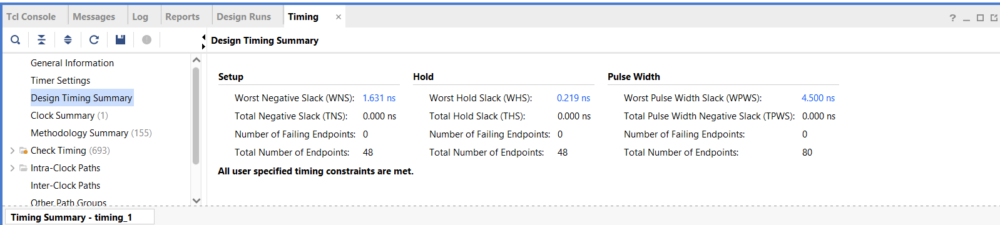 Tcl Console Messages Log Reports Design Runs Timing ×
?
Design Timing Summary
General Information
Timer Settings
Design Timing Summary
Clock Summary (1)
Methodology Summary (155)
Check Timing (693)
Intra-Clock Paths
Inter-Clock Paths
Other Path Groups
Setup Hold Pulse Width
Worst Negative Slack (WNS): 1.631 ns Worst Hold Slack (WHS): 0.219 ns Worst Pulse Width Slack (WPWS): 4.500 ns
Total Negative Slack (TNS): 0.000 ns Total Hold Slack (THS): 0.000 ns Total Pulse Width Negative Slack (TPWS): 0.000 ns
Number of Failing Endpoints: 0 Number of Failing Endpoints: 0 Number of Failing Endpoints: 0
Total Number of Endpoints: 48 Total Number of Endpoints: 48 Total Number of Endpoints: 80
All user specified timing constraints are met.
Timing Summary - timing_1